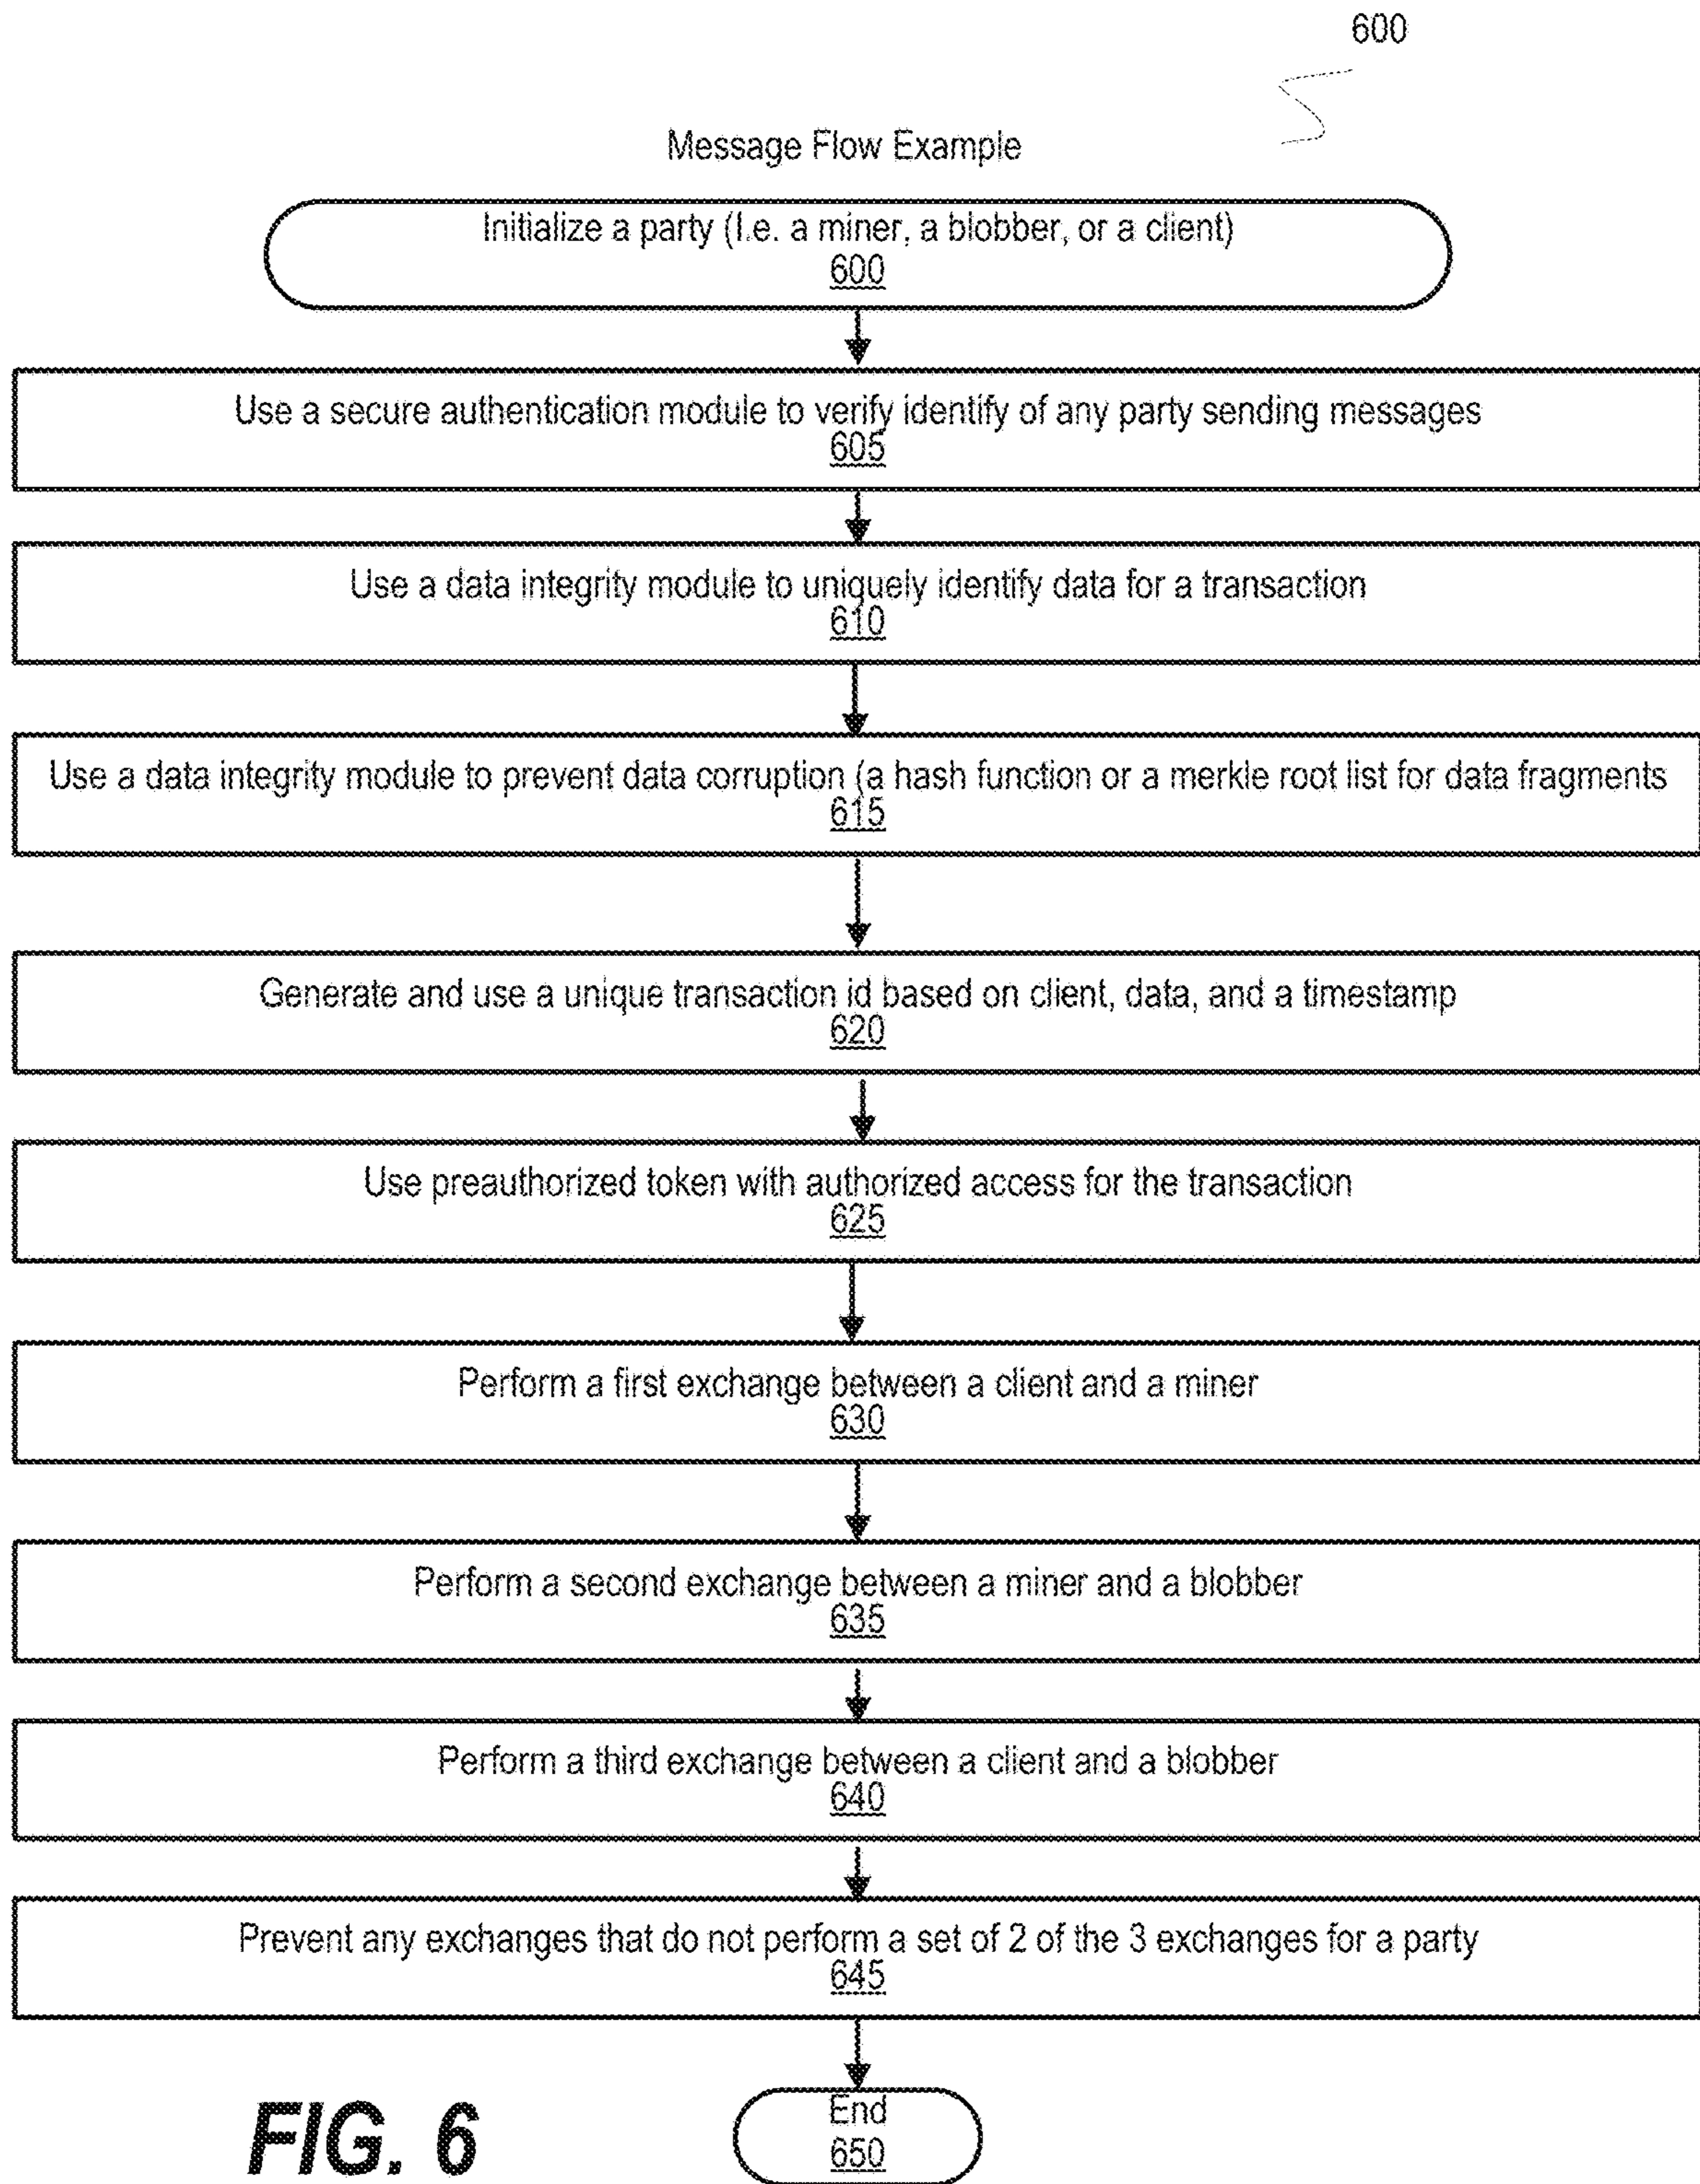 600
Message Flow Example
Initialize a party (I.e. a miner, a blobber, or a client)
600
Use a secure authentication module to verify identify of any party sending messages
605
Use a data integrity module to uniquely identify data for a transaction
610
Use a data integrity module to prevent data corruption (a hash function or a merkle root list for data fragments
615
Generate and use a unique transaction id based on client, data, and a timestamp
620
Use preauthorized token with authorized access for the transaction
625
Perform a first exchange between a client and a miner
630
Perform a second exchange between a miner and a blobber
635
Perform a third exchange between a client and a blobber
640
Prevent any exchanges that do not perform a set of 2 of the 3 exchanges for a party
645
End
650
FIG. 6